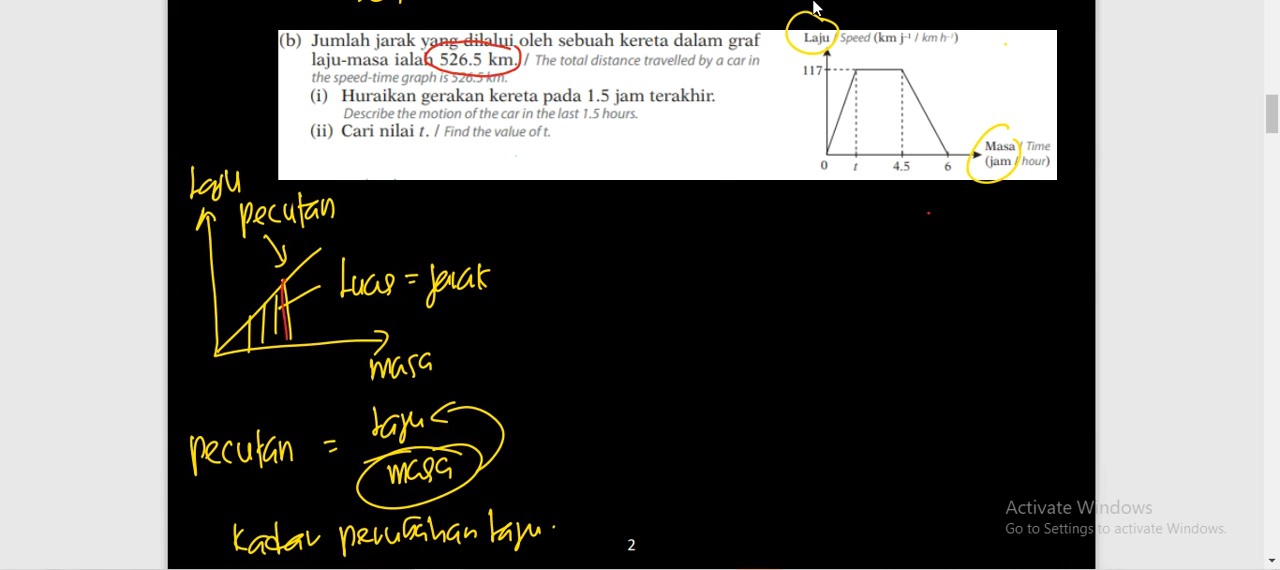 (b) Jumlah jarak yang dilalui oleh sebuah kereta dalam graf
laju-masa ialah 526.5 km. / The total distance travelled by a car in
the speed-time graph is 526.5 km.
(i) Huraikan gerakan kereta pada 1.5 jam terakhir.
Describe the motion of the car in the last 1.5 hours.
(ii) Cari nilai t. / Find the value of t.
Laju / Speed (km j⁻¹ / km h⁻¹)
117
0 t 4.5 6
Masa / Time
(jam / hour)
Laju
pecutan
Luas = jarak
masa
pecutan = laju
masa
kadar perubahan laju.
2
Activate Windows
Go to Settings to activate Windows.